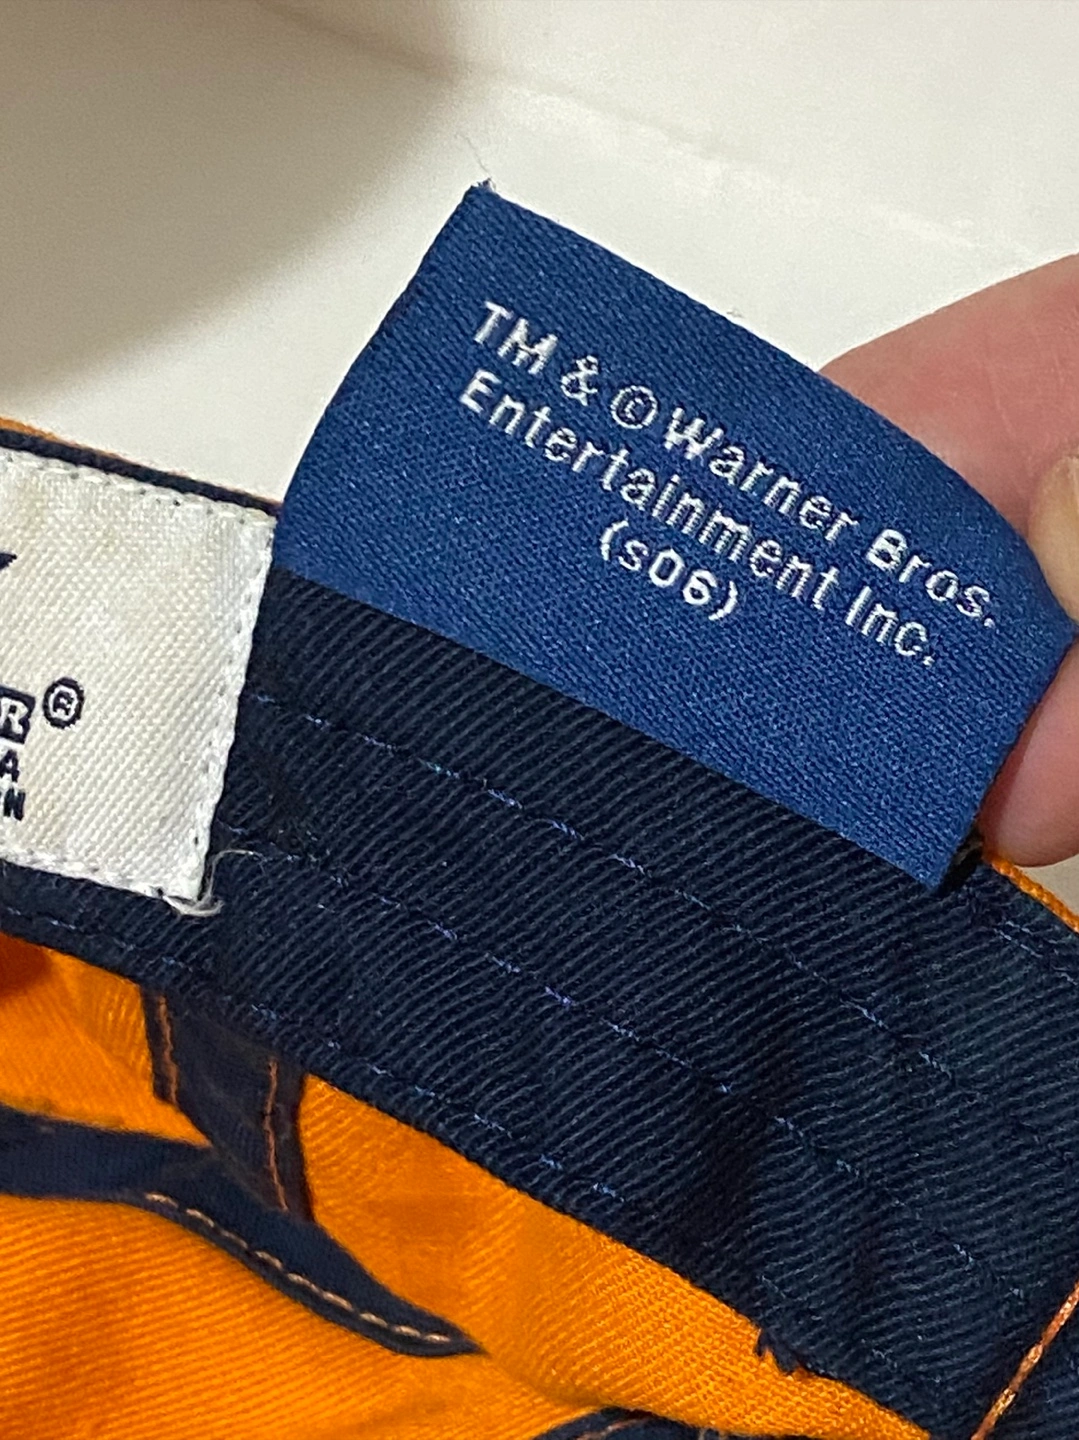 TM & © Warner Bros.
Entertainment Inc.
(s06)
R®
A